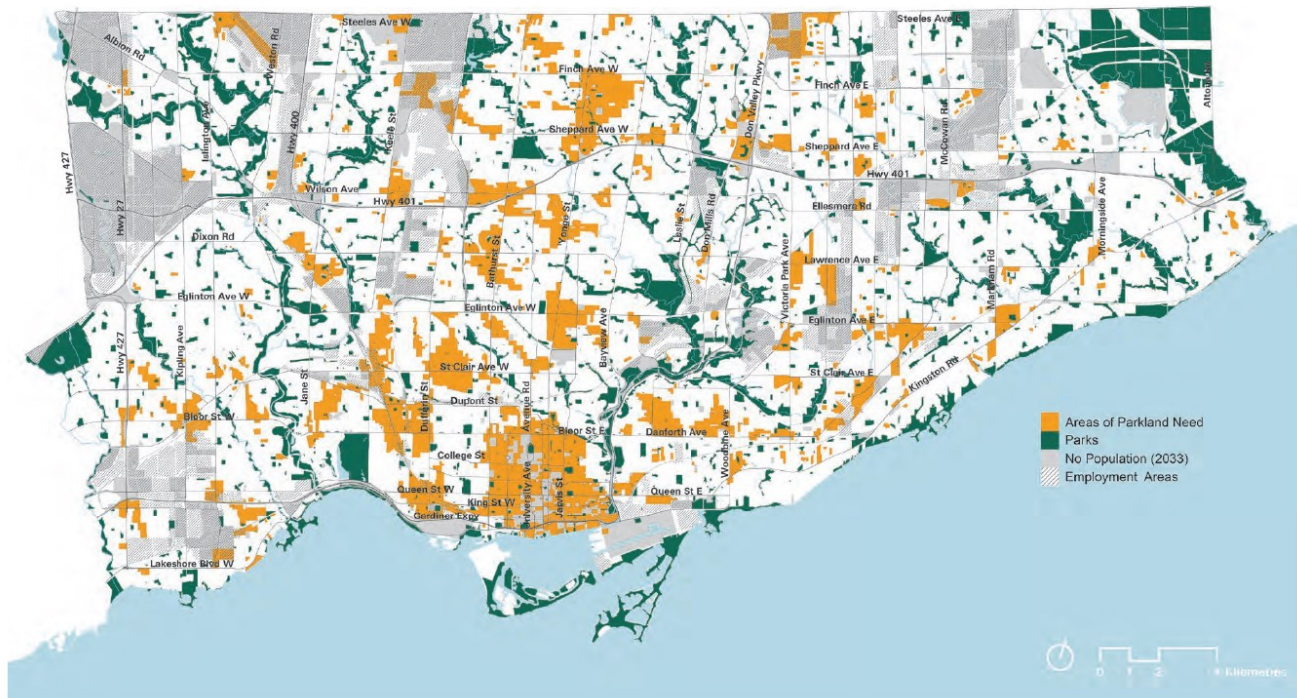 Steeles Ave W
Steeles Ave E
Albion Rd
Weston Rd
Finch Ave W
Finch Ave E
Don Valley Pkwy
Islington Ave
Hwy 400
Keele St
McCowan Rd
Sheppard Ave W
Sheppard Ave E
Hwy 427
Hwy 27
Wilson Ave
Hwy 401
Hwy 401
Ellesmere Rd
Morningside Ave
Dixon Rd
Bathurst St
Yonge St
Leslie St
Don Mills Rd
Victoria Park Aver
Lawrence Ave E
Markham Rd
Eglinton Ave W
Eglinton Ave W
Eglinton Ave E
Hwy 427
Kipling Ave
Jane St
Bayview Ave
St Clair Ave W
St Clair Ave E
Kingston Rd
Dufferin St
Dupont St
Avenue Rd
Bloor St W
Bloor St E
Danforth Ave
Woodbine Ave
College St
University Ave
Jarvis St
Queen St W
King St W
Queen St E
Gardiner Expy
Lakeshore Blvd W
Areas of Parkland Need
Parks
No Population (2033)
Employment Areas
0 1 2 4 Kilometres